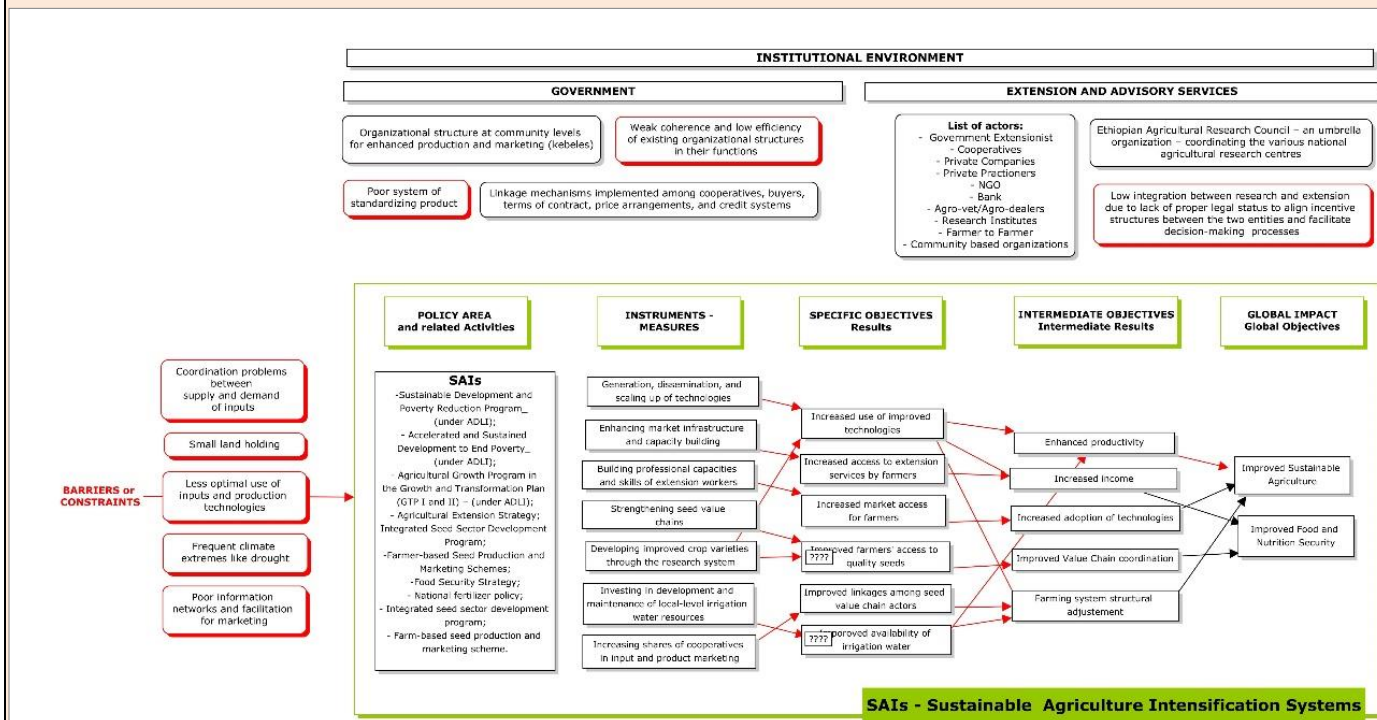 INSTITUTIONAL ENVIRONMENT
GOVERNMENT
EXTENSION AND ADVISORY SERVICES
Organizational structure at community levels
for enhanced production and marketing (kebeles)
Weak coherence and low efficiency
of existing organizational structures
in their functions
Poor system of
standardizing product
Linkage mechanisms implemented among cooperatives, buyers,
terms of contract, price arrangements, and credit systems
List of actors:
- Government Extensionist
- Cooperatives
- Private Companies
- Private Practioners
- NGO
- Bank
- Agro-vet/Agro-dealers
- Research Institutes
- Farmer to Farmer
- Community based organizations
Ethiopian Agricultural Research Council – an umbrella
organization – coordinating the various national
agricultural research centres
Low integration between research and extension
due to lack of proper legal status to align incentive
structures between the two entities and facilitate
decision-making processes
BARRIERS or
CONSTRAINTS
Coordination problems
between
supply and demand
of inputs
Small land holding
Less optimal use of
inputs and production
technologies
Frequent climate
extremes like drought
Poor information
networks and facilitation
for marketing
POLICY AREA
and related Activities
SAIs
-Sustainable Development and
Poverty Reduction Program_
(under ADLI);
- Accelerated and Sustained
Development to End Poverty_
(under ADLI);
- Agricultural Growth Program in
the Growth and Transformation Plan
(GTP I and II) – (under ADLI);
- Agricultural Extension Strategy;
Integrated Seed Sector Development
Program;
-Farmer-based Seed Production and
Marketing Schemes;
-Food Security Strategy;
- National fertilizer policy;
- Integrated seed sector development
program;
- Farm-based seed production and
marketing scheme.
INSTRUMENTS -
MEASURES
Generation, dissemination, and
scaling up of technologies
Enhancing market infrastructure
and capacity building
Building professional capacities
and skills of extension workers
Strengthening seed value
chains
Developing improved crop varieties
through the research system
Investing in development and
maintenance of local-level irrigation
water resources
Increasing shares of cooperatives
in input and product marketing
SPECIFIC OBJECTIVES
Results
Increased use of improved
technologies
Increased access to extension
services by farmers
Increased market access
for farmers
Improved farmers' access to
????
quality seeds
Improved linkages among seed
value chain actors
????
availability of
irrigation water
INTERMEDIATE OBJECTIVES
Intermediate Results
Enhanced productivity
Increased income
Increased adoption of technologies
Improved Value Chain coordination
Farming system structural
adjustement
GLOBAL IMPACT
Global Objectives
Improved Sustainable
Agriculture
Improved Food and
Nutrition Security
SAIs - Sustainable Agriculture Intensification Systems